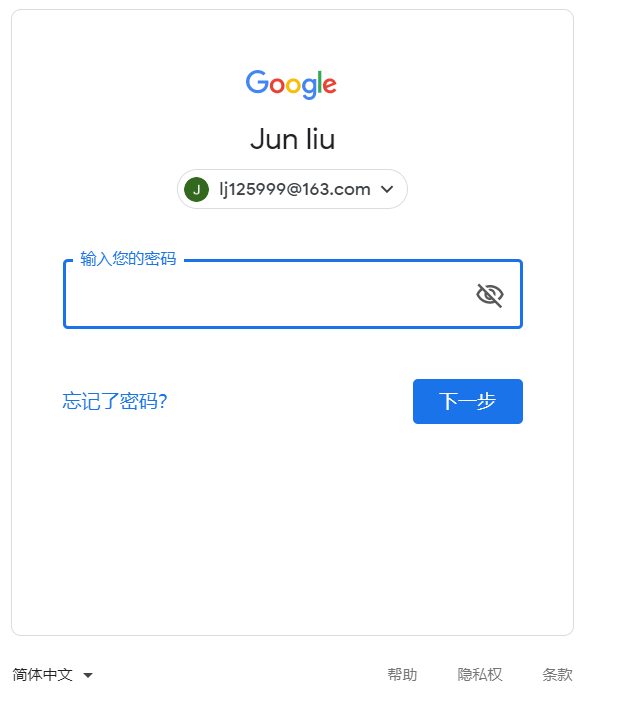 Google
Jun liu
J lj125999@163.com
输入您的密码
忘记了密码? 下一步
简体中文 帮助 隐私权 条款